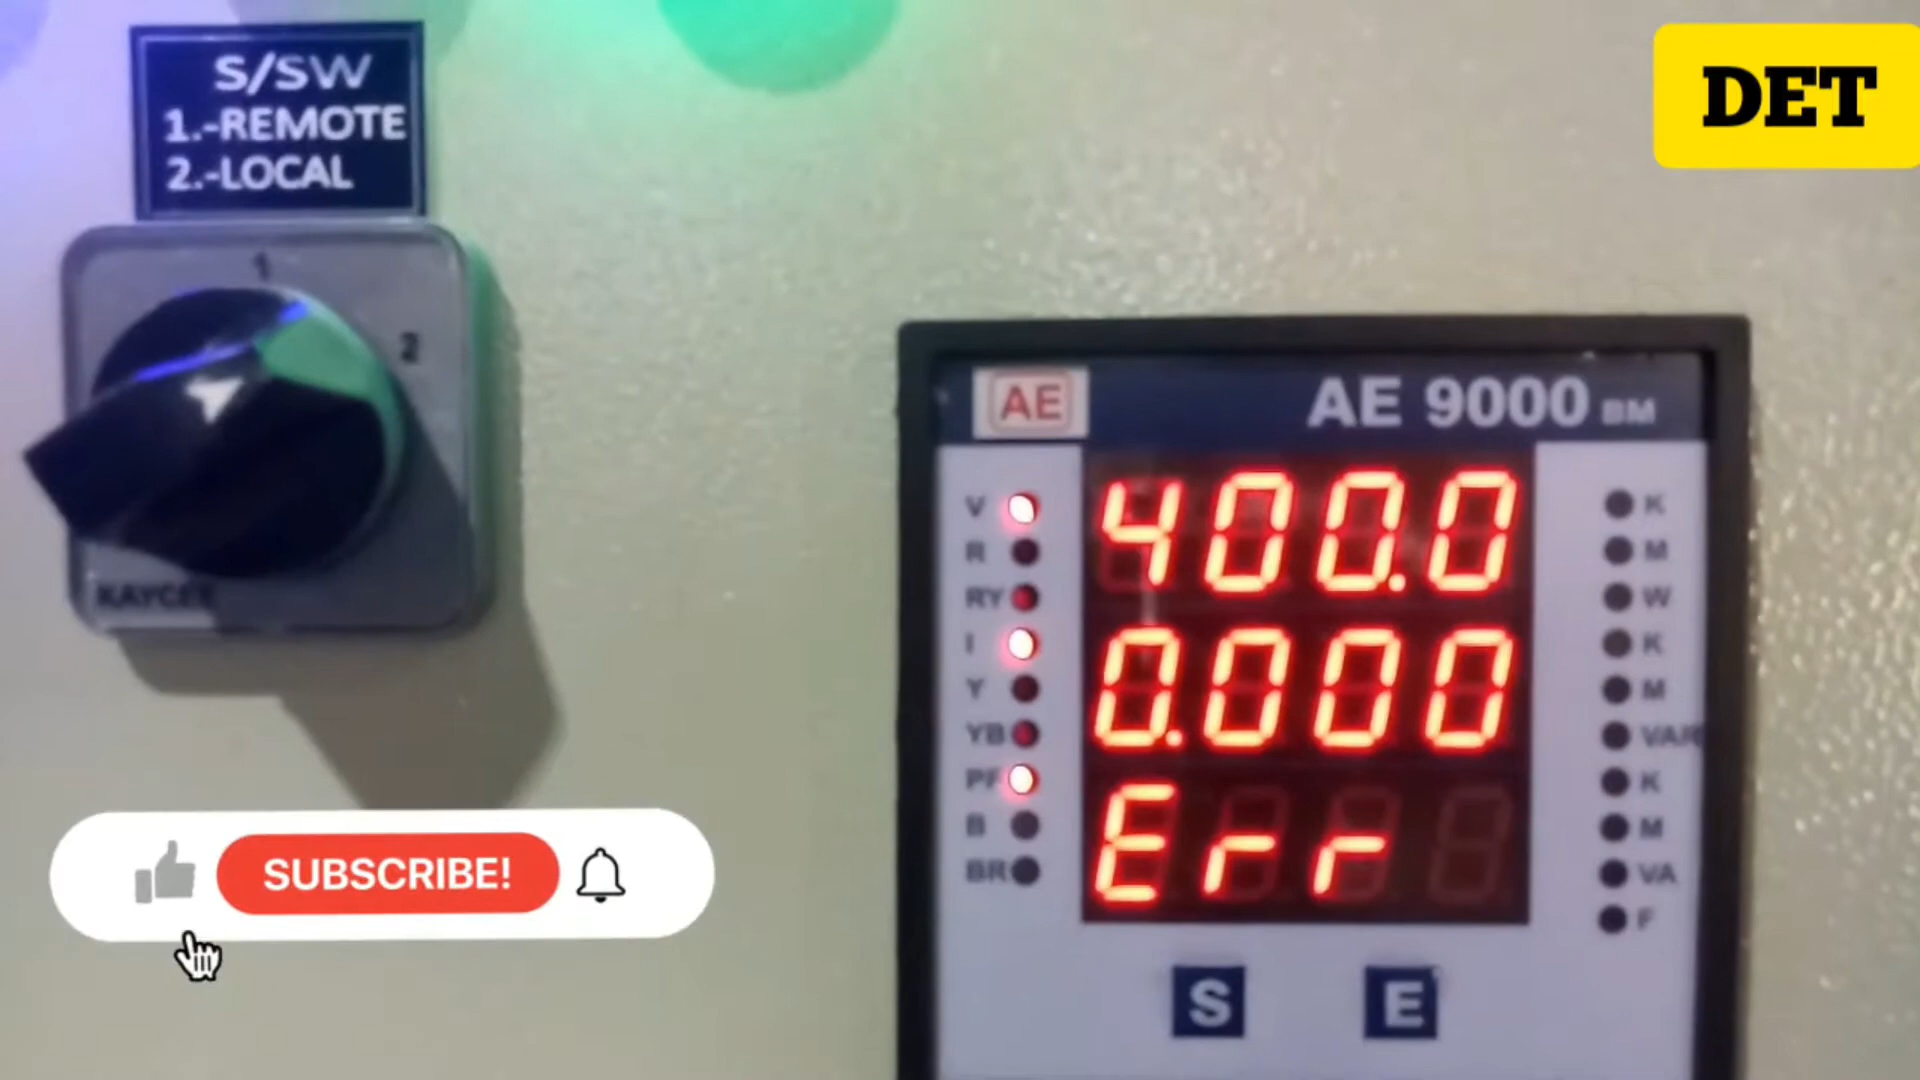 S/SW
1.-REMOTE
2.-LOCAL
DET
1
2
KAYCEE
AE
AE 9000 BM
V
R
RY
I
Y
YB
PF
B
BR
400.0
0.000
Err
K
M
W
K
M
VAR
K
M
VA
F
S
E
SUBSCRIBE!